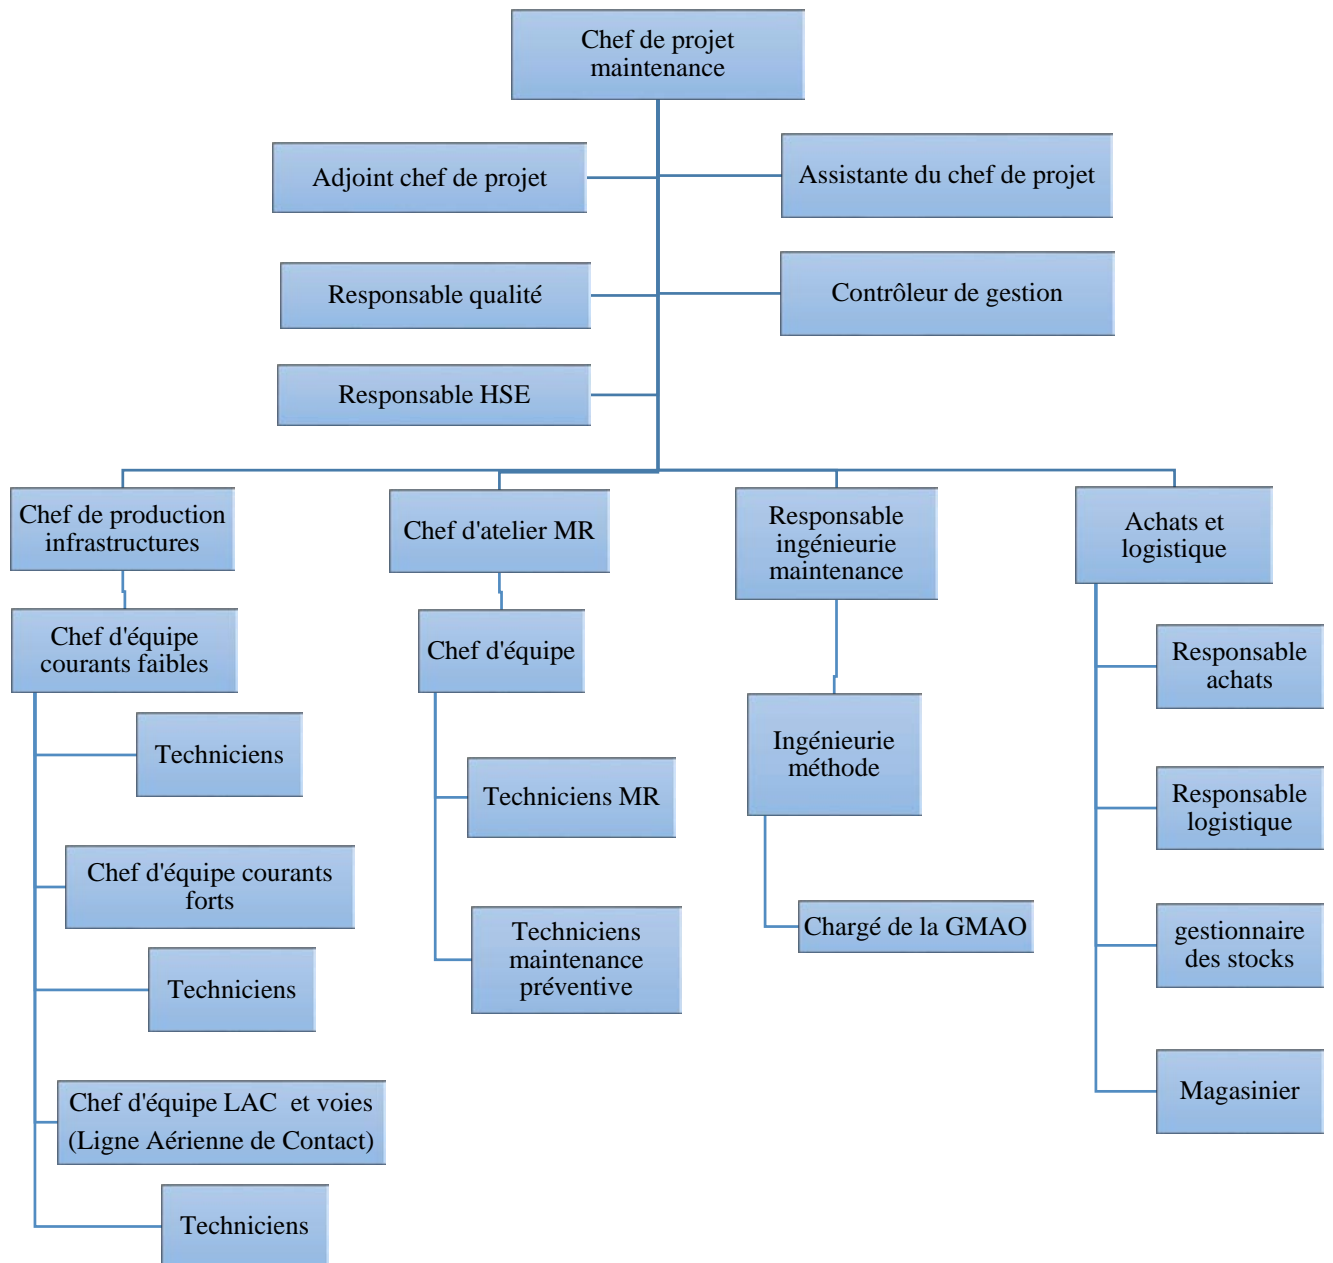 Chef de projet
maintenance
Adjoint chef de projet
Assistante du chef de projet
Responsable qualité
Contrôleur de gestion
Responsable HSE
Chef de production
infrastructures
Chef d'équipe
courants faibles
Techniciens
Chef d'équipe courants
forts
Techniciens
Chef d'équipe LAC et voies
(Ligne Aérienne de Contact)
Techniciens
Chef d'atelier MR
Chef d'équipe
Techniciens MR
Techniciens
maintenance
préventive
Responsable
ingénieurie
maintenance
Ingénieurie
méthode
Chargé de la GMAO
Achats et
logistique
Responsable
achats
Responsable
logistique
gestionnaire
des stocks
Magasinier